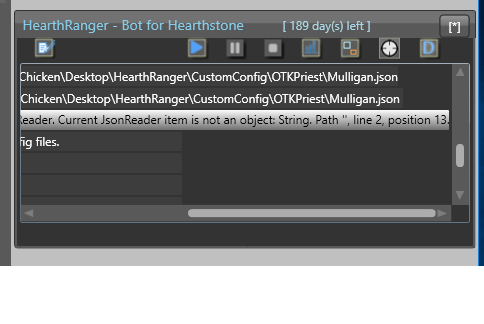 HearthRanger - Bot for Hearthstone [ 189 day(s) left ] [*]
D
Chicken\Desktop\HearthRanger\CustomConfig\OTKPriest\Mulligan.json
Chicken\Desktop\HearthRanger\CustomConfig\OTKPriest\Mulligan.json
eader. Current JsonReader item is not an object: String. Path '', line 2, position 13.
fig files.